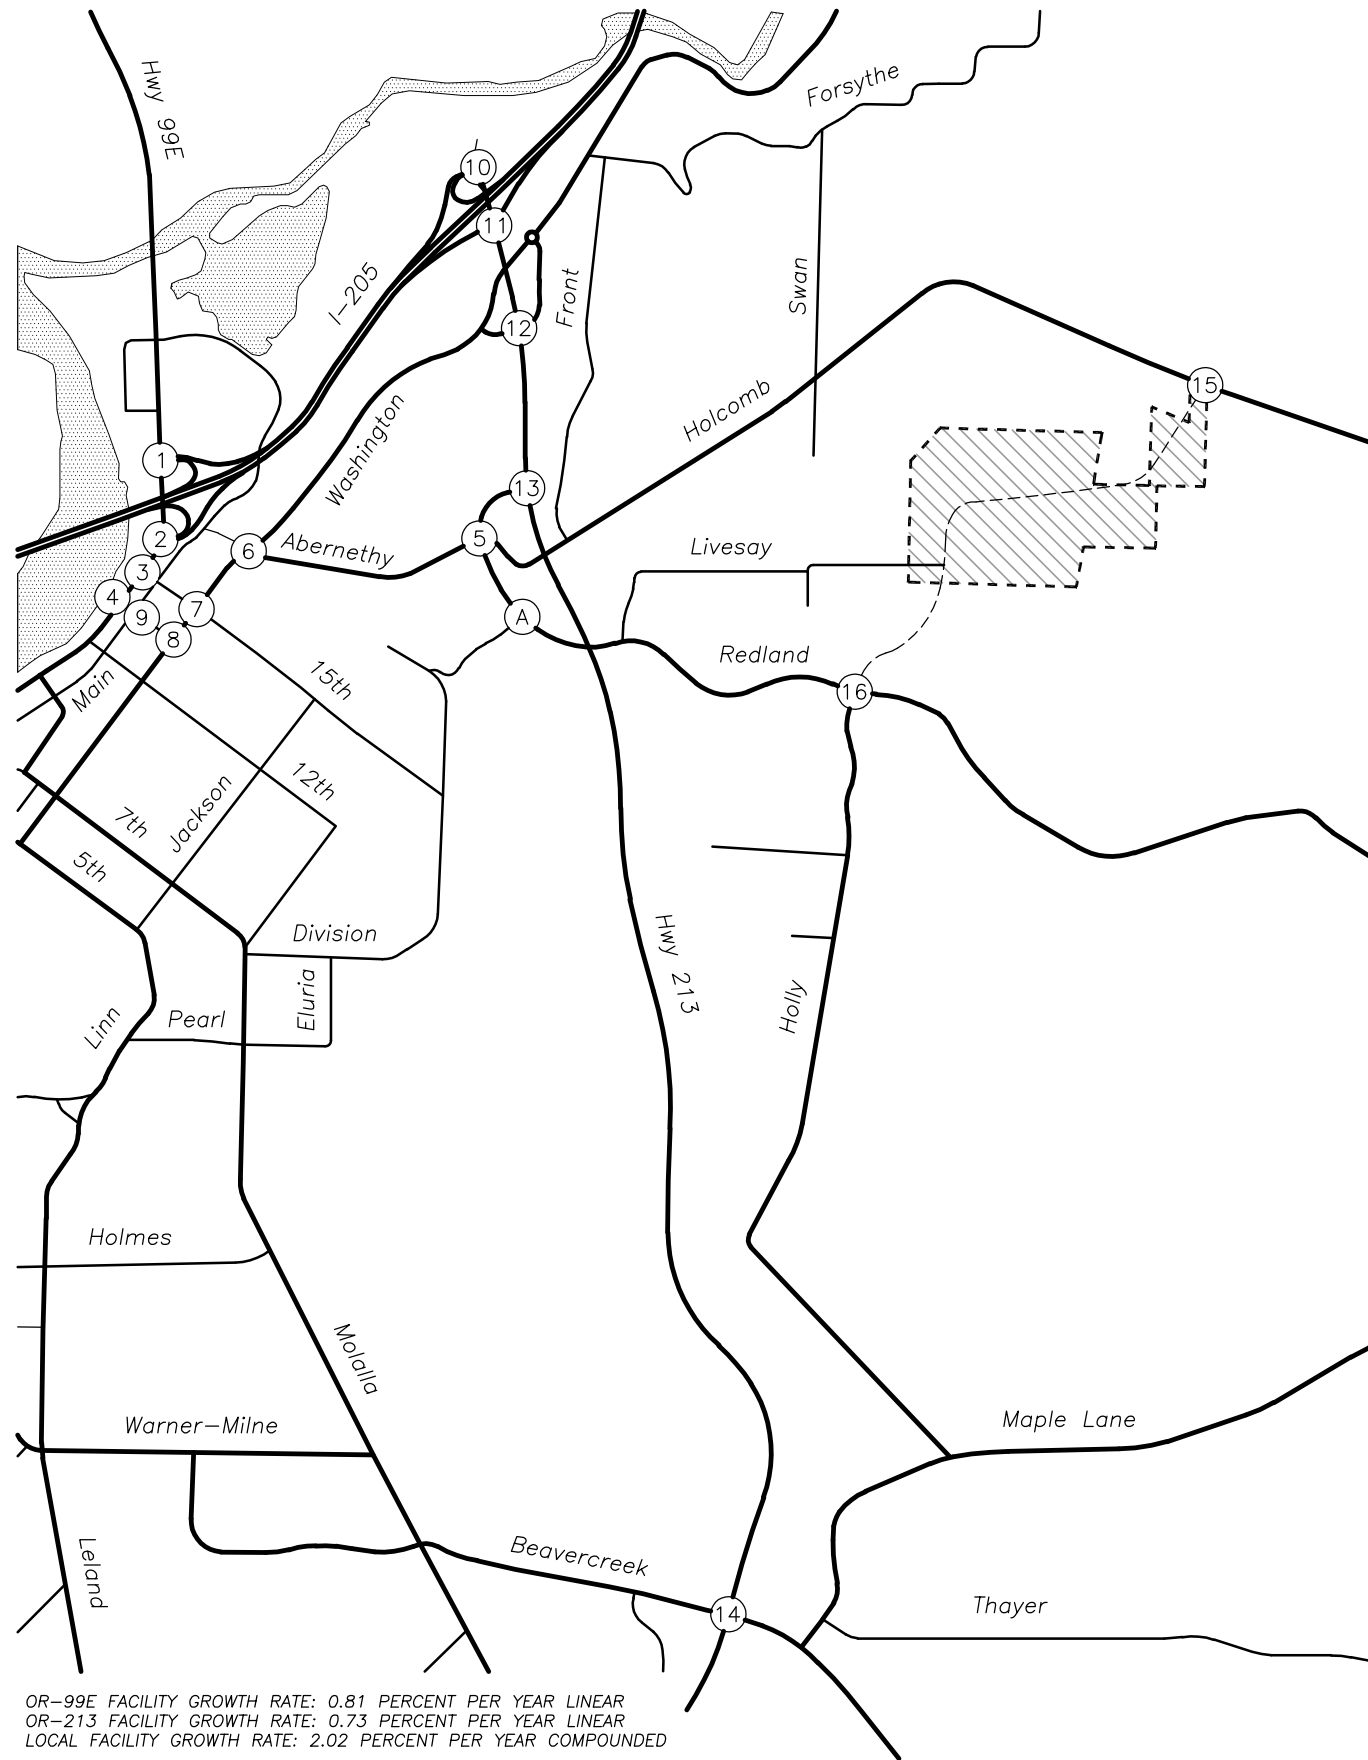 Hwy 99E
Forsythe
10
11
I-205
Front
Swan
12
15
Washington
Holcomb
1
13
2
5
6
Abernethy
Livesay
3
4
9
7
8
A
15th
Redland
Main
16
12th
7th
Jackson
5th
Division
Hwy 213
Eluria
Linn
Pearl
Holly
Holmes
Molalla
Warner-Milne
Maple Lane
Leland
Beavercreek
14
Thayer
OR-99E FACILITY GROWTH RATE: 0.81 PERCENT PER YEAR LINEAR
OR-213 FACILITY GROWTH RATE: 0.73 PERCENT PER YEAR LINEAR
LOCAL FACILITY GROWTH RATE: 2.02 PERCENT PER YEAR COMPOUNDED